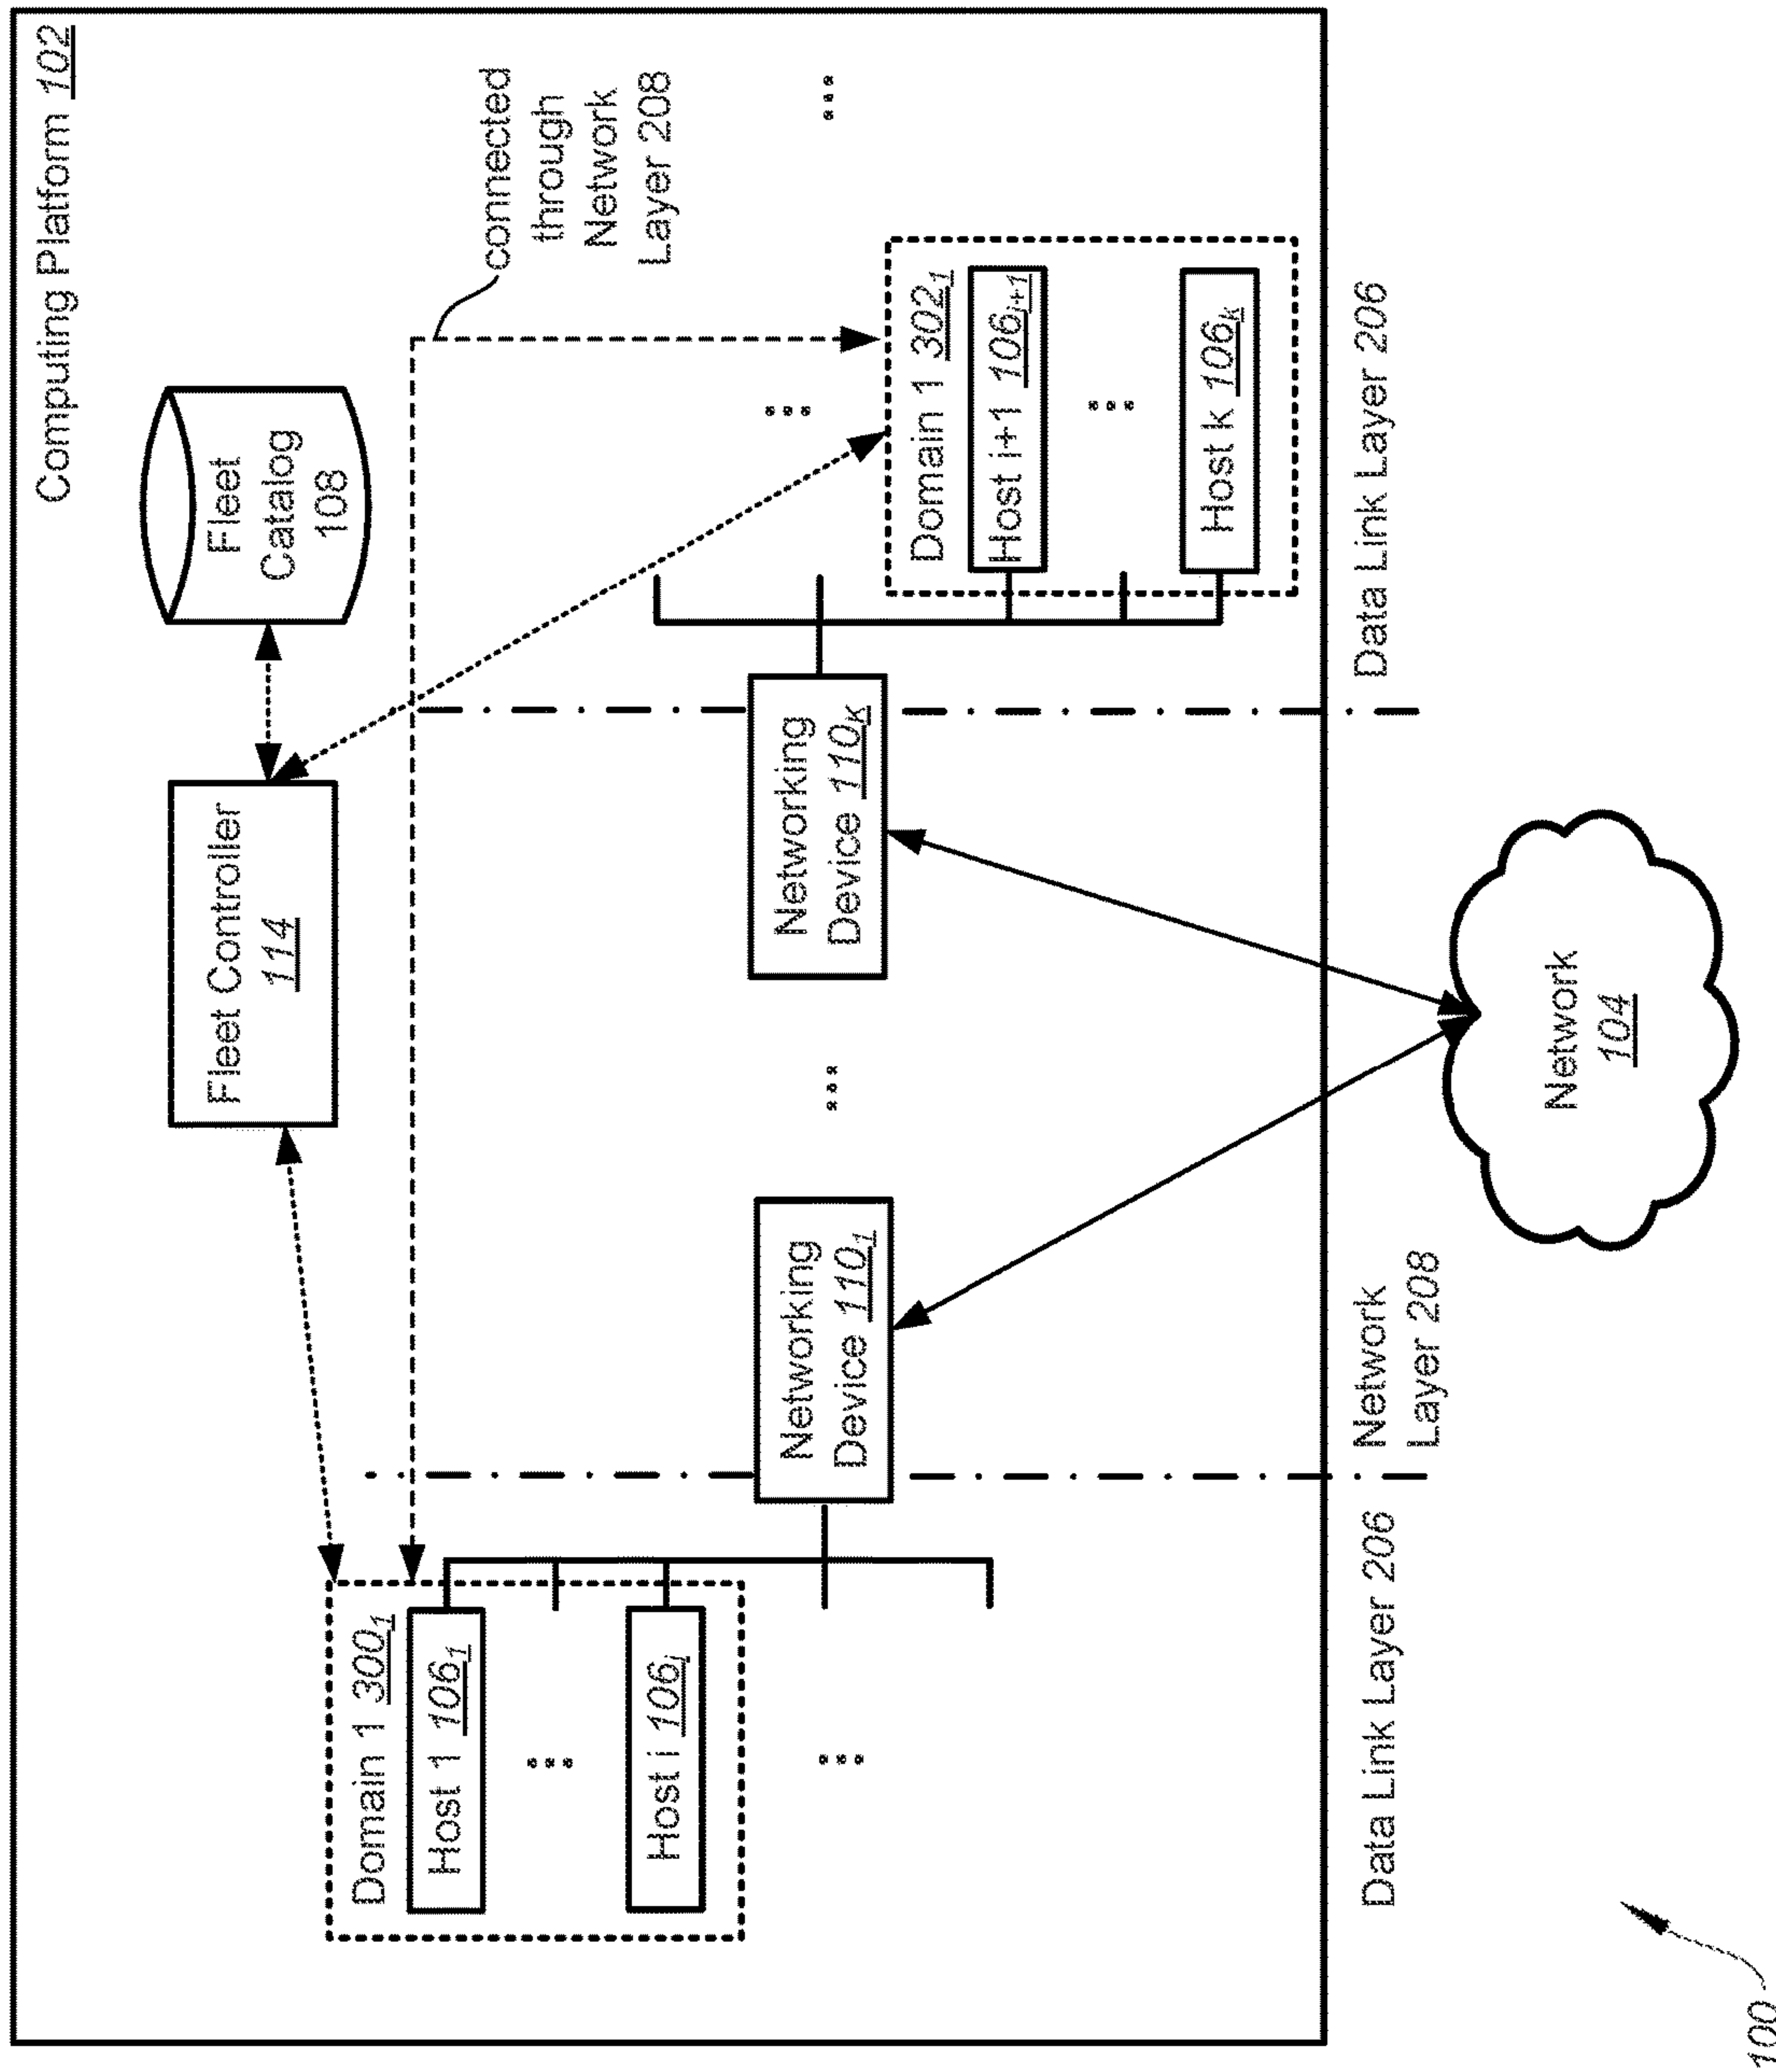 Computing Platform 102
Fleet Controller
114
Fleet
Catalog
108
connected
through
Network
Layer 208
Domain 1 300₁
Host 1 106₁
...
Host i 106ᵢ
...
Networking
Device 110₁
...
Networking
Device 110_K
...
Domain 1 302₁
Host i+1 106ᵢ₊₁
...
Host k 106ₖ
...
Data Link Layer 206
Network
Layer 208
Data Link Layer 206
Network
104
100